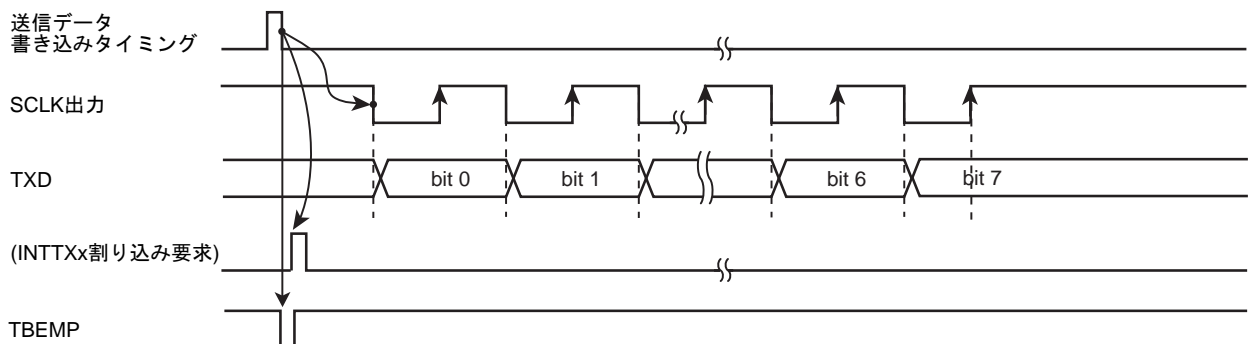 送信データ
書き込みタイミング
SCLK出力
TXD
bit 0
bit 1
bit 6
bit 7
(INTTXx割り込み要求)
TBEMP